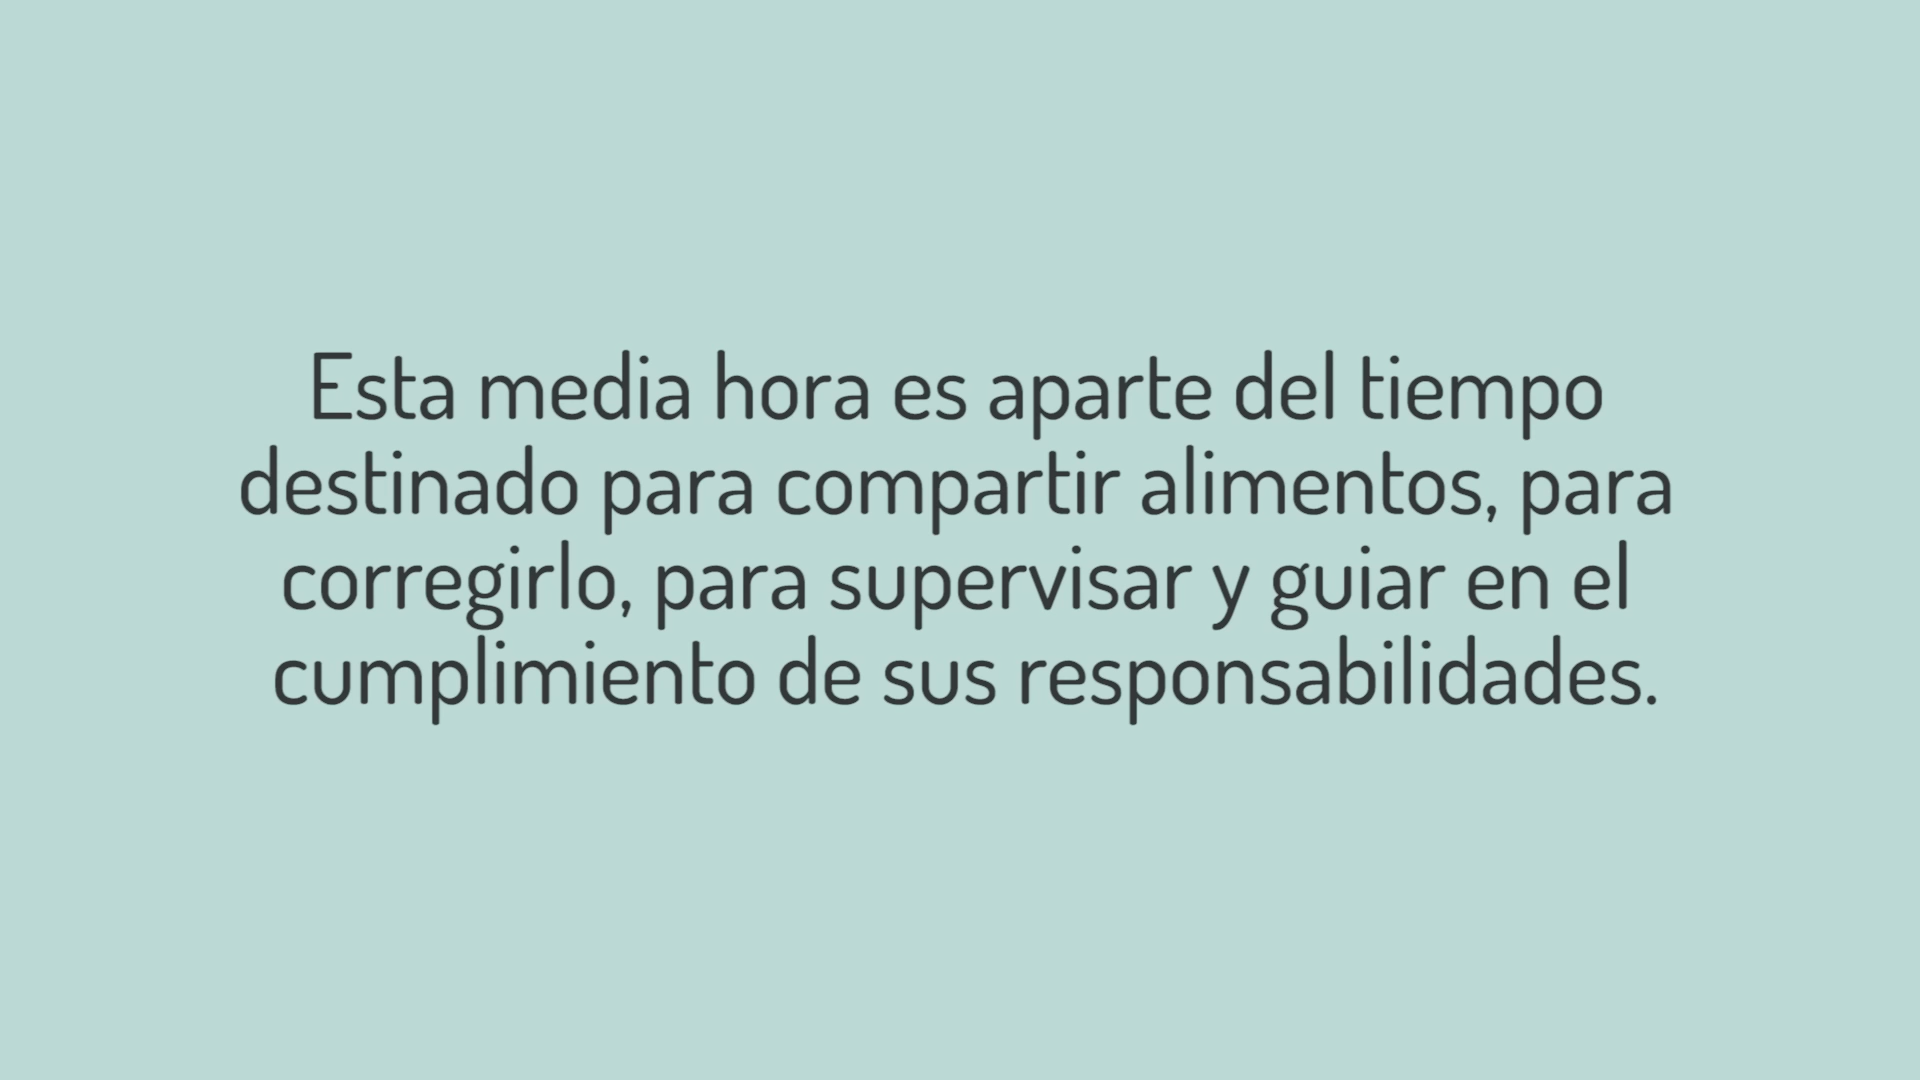 Esta media hora es aparte del tiempo
destinado para compartir alimentos, para
corregirlo, para supervisar y guiar en el
cumplimiento de sus responsabilidades.